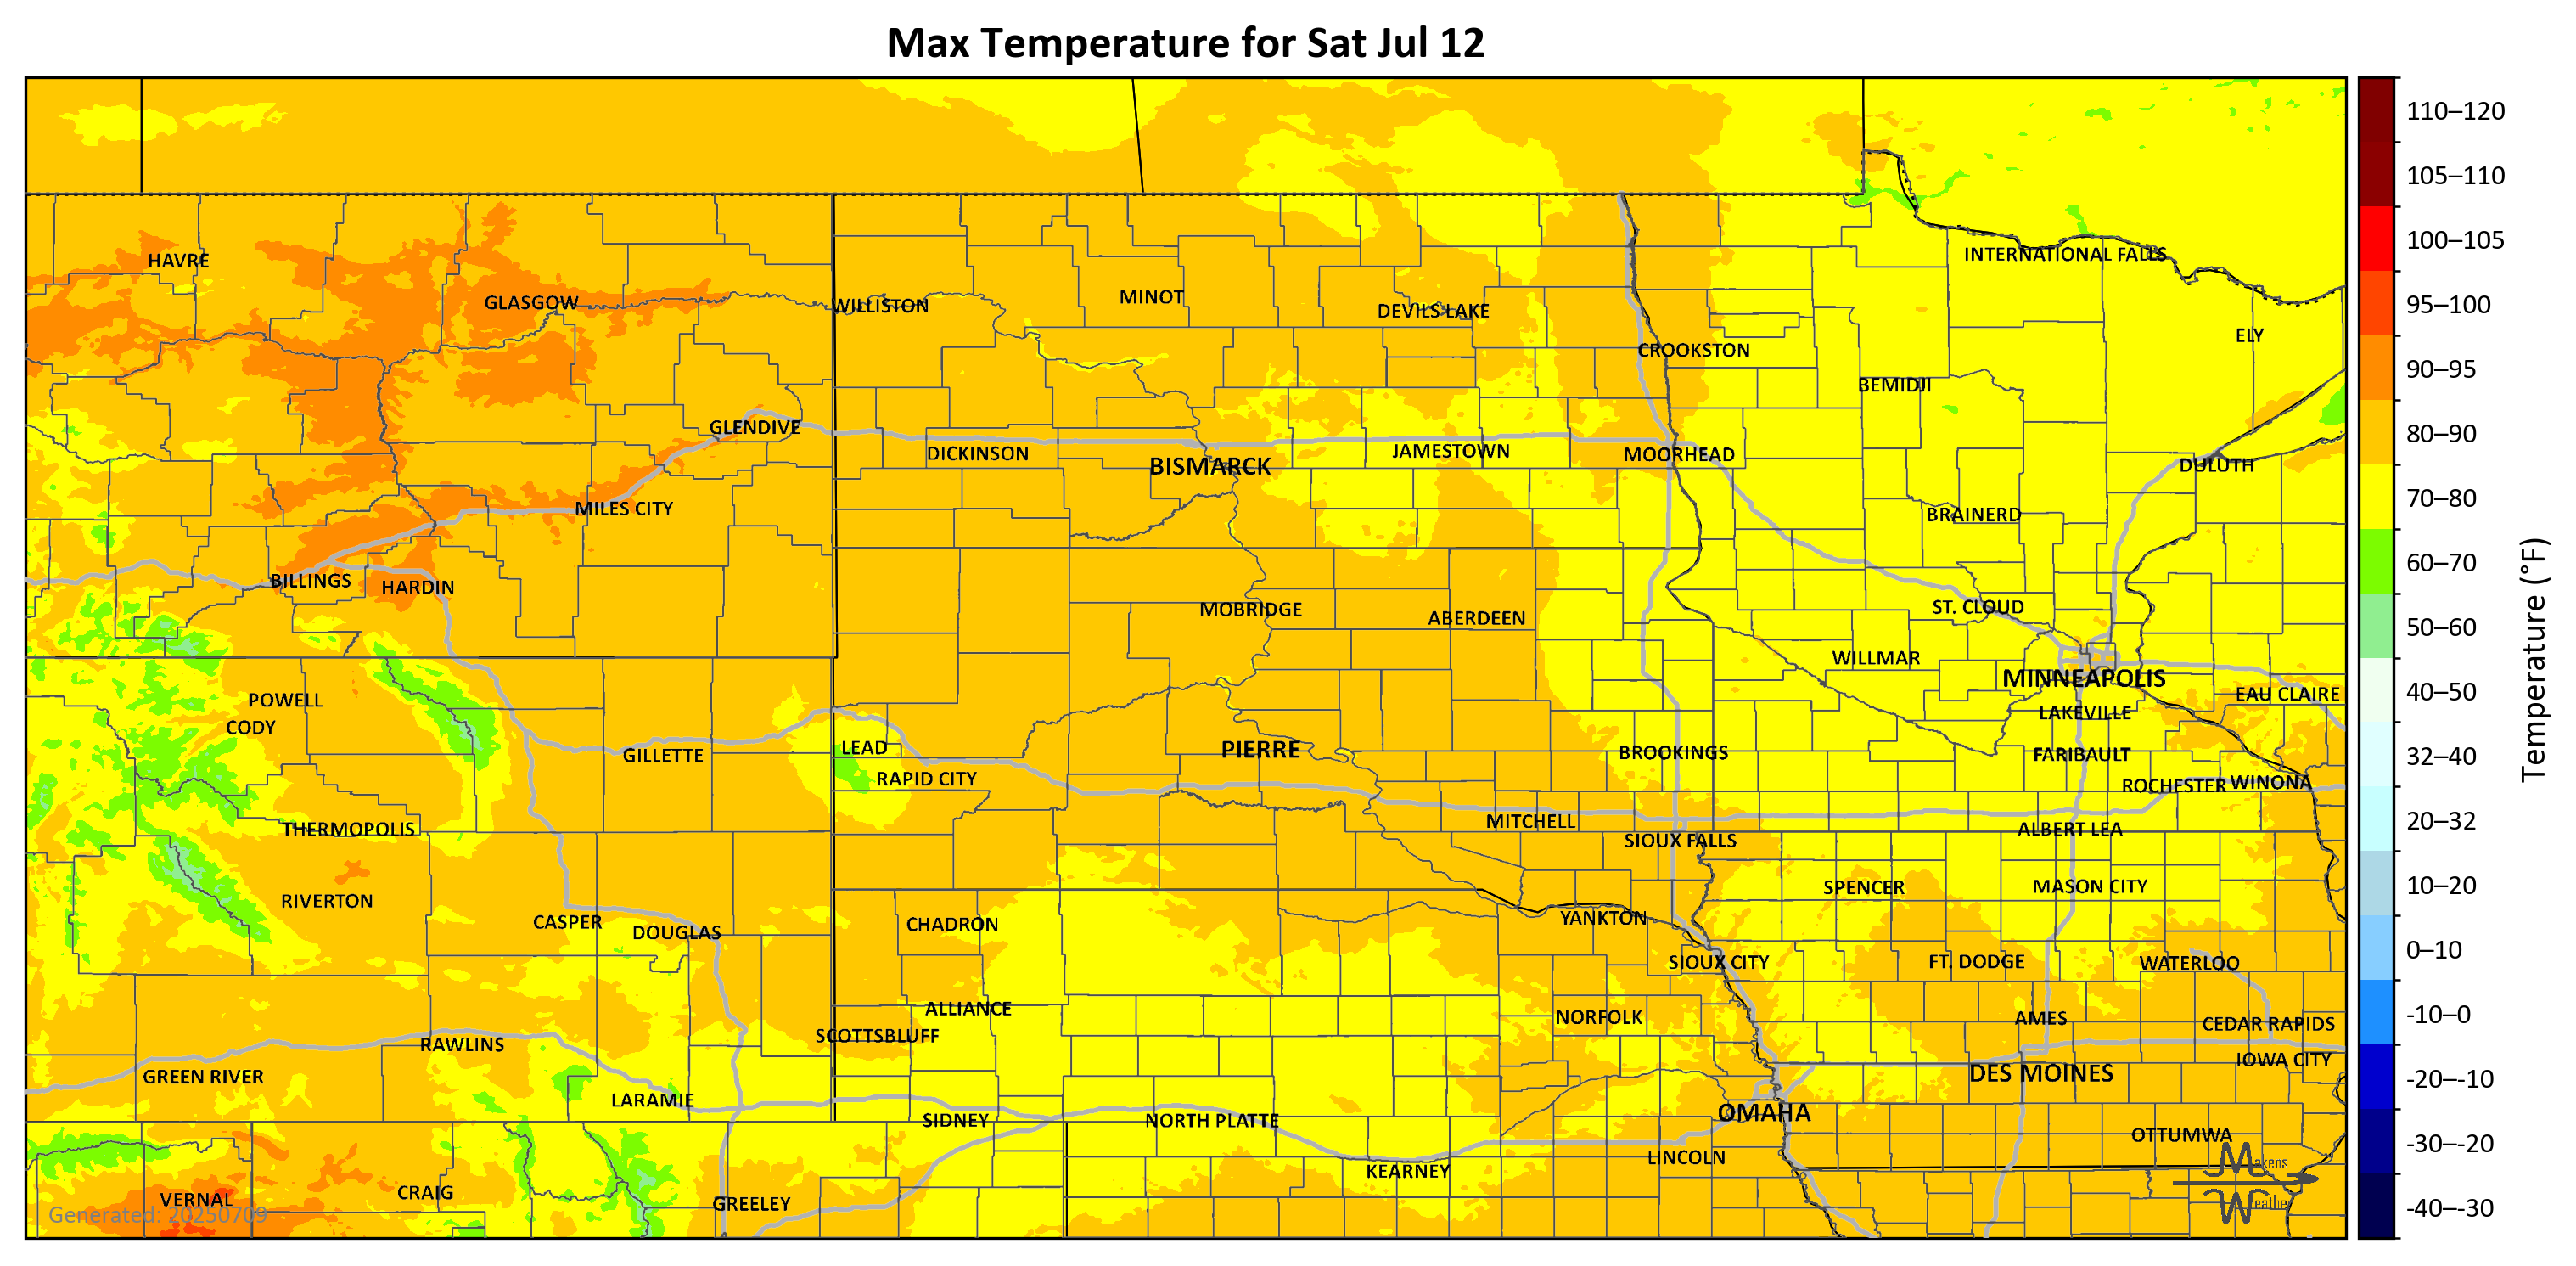 Max Temperature for Sat Jul 12
HAVRE
GLASGOW
WILLISTON
MINOT
DEVILS LAKE
CROOKSTON
INTERNATIONAL FALLS
ELY
BEMIDJI
GLENDIVE
DICKINSON
BISMARCK
JAMESTOWN
MOORHEAD
DULUTH
MILES CITY
BRAINERD
BILLINGS
HARDIN
MOBRIDGE
ABERDEEN
ST. CLOUD
WILLMAR
MINNEAPOLIS
EAU CLAIRE
POWELL
CODY
LAKEVILLE
GILLETTE
LEAD
RAPID CITY
PIERRE
BROOKINGS
FARIBAULT
ROCHESTER
WINONA
THERMOPOLIS
MITCHELL
SIOUX FALLS
ALBERT LEA
RIVERTON
SPENCER
MASON CITY
CASPER
DOUGLAS
CHADRON
YANKTON
SIOUX CITY
FT. DODGE
WATERLOO
ALLIANCE
SCOTTSBLUFF
NORFOLK
AMES
CEDAR RAPIDS
RAWLINS
IOWA CITY
GREEN RIVER
DES MOINES
LARAMIE
SIDNEY
NORTH PLATTE
OMAHA
OTTUMWA
KEARNEY
LINCOLN
VERNAL
CRAIG
GREELEY
Generated: 20250709
Makens
Weather
110–120
105–110
100–105
95–100
90–95
80–90
70–80
60–70
50–60
40–50
32–40
20–32
10–20
0–10
-10–0
-20–-10
-30–-20
-40–-30
Temperature (°F)